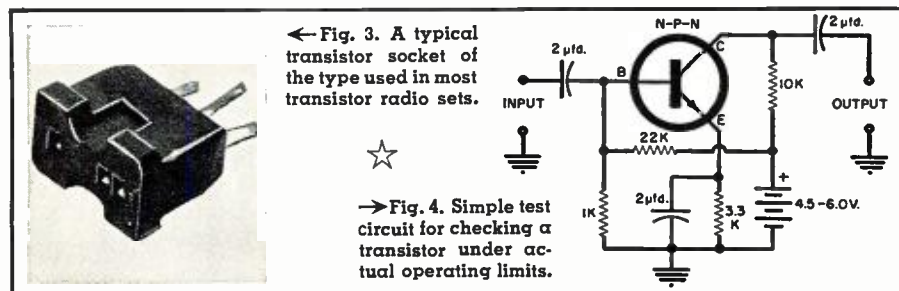 ←Fig. 3. A typical
transistor socket of
the type used in most
transistor radio sets.
→Fig. 4. Simple test
circuit for checking a
transistor under ac-
tual operating limits.
N-P-N
2 µfd.
2 µfd.
C
B
E
INPUT
10K
OUTPUT
22K
+
1K
2µfd.
3.3
K
4.5-6.0V.